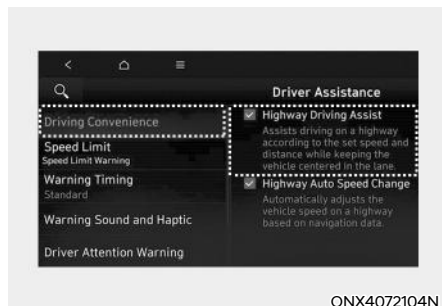 Driver Assistance
Driving Convenience
Speed Limit
Speed Limit Warning
Warning Timing
Standard
Warning Sound and Haptic
Driver Attention Warning
Highway Driving Assist
Assists driving on a highway
according to the set speed and
distance while keeping the
vehicle centered in the lane.
Highway Auto Speed Change
Automatically adjusts the
vehicle speed on a highway
based on navigation data.
ONX4072104N